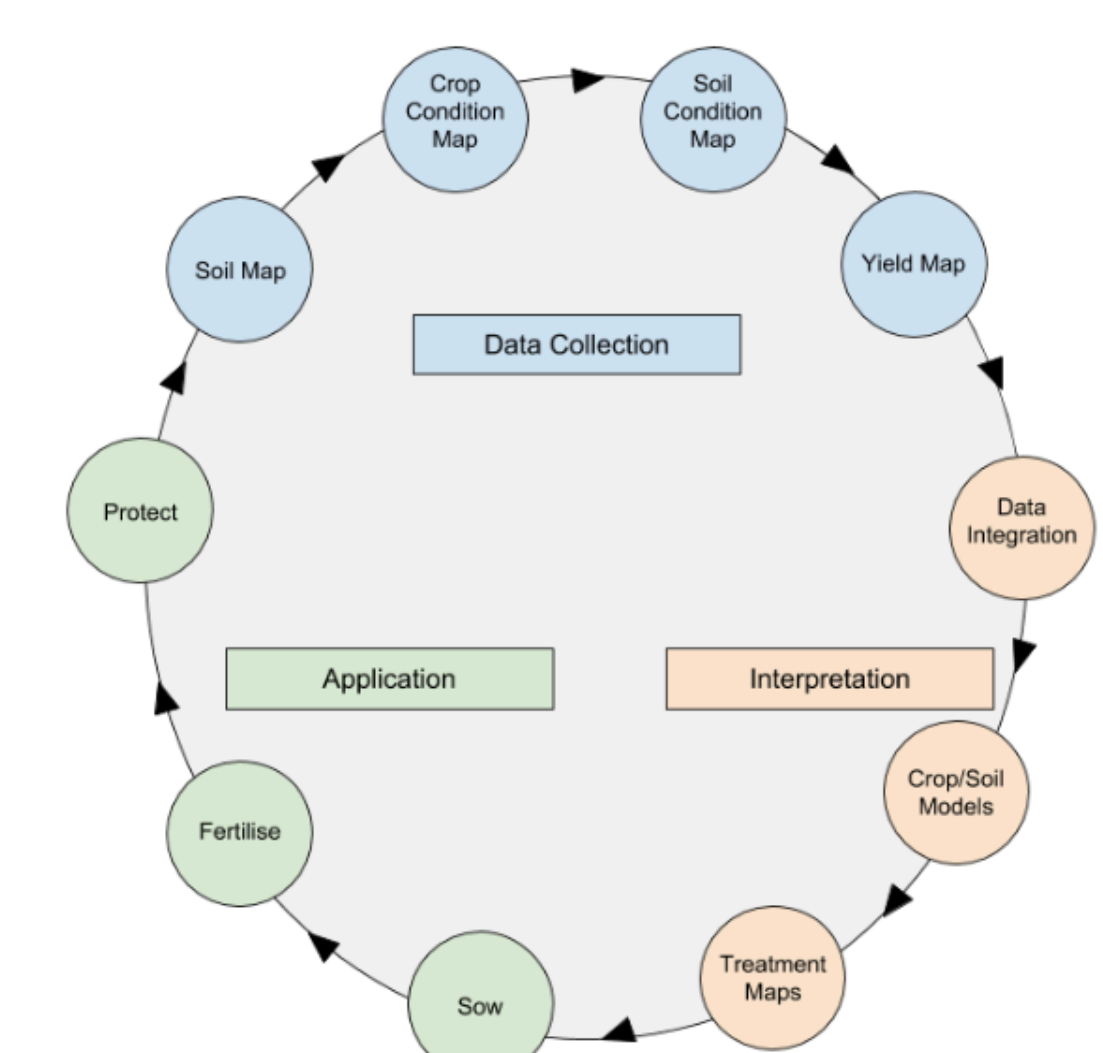 Crop
Condition
Map
Soil
Condition
Map
Soil Map
Yield Map
Data Collection
Protect
Data
Integration
Application
Interpretation
Crop/Soil
Models
Fertilise
Treatment
Maps
Sow